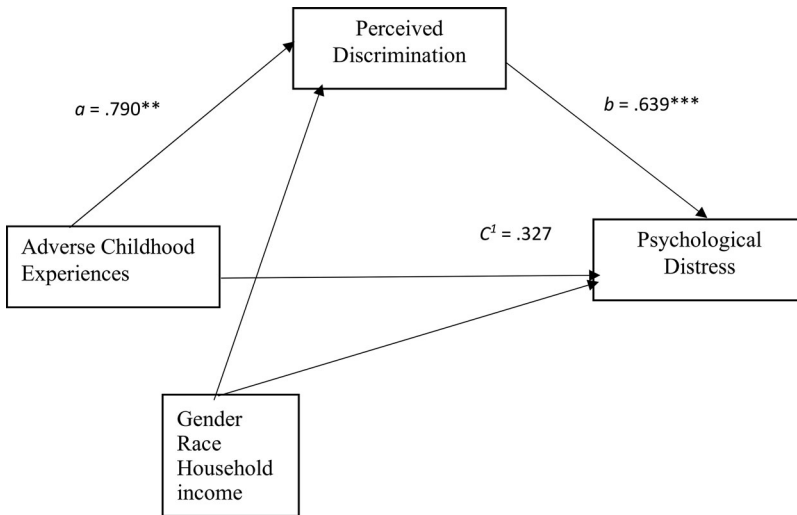 Perceived
Discrimination
a = .790**
b = .639***
Adverse Childhood
Experiences
C¹ = .327
Psychological
Distress
Gender
Race
Household
income